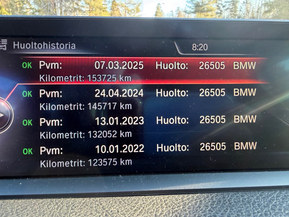 Huoltohistoria 8:20
OK Pvm: 07.03.2025 Huolto: 26505 BMW
Kilometrit: 153725 km
OK Pvm: 24.04.2024 Huolto: 26505 BMW
Kilometrit: 145717 km
OK Pvm: 13.01.2023 Huolto: 26505 BMW
Kilometrit: 132052 km
OK Pvm: 10.01.2022 Huolto: 26505 BMW
Kilometrit: 123575 km